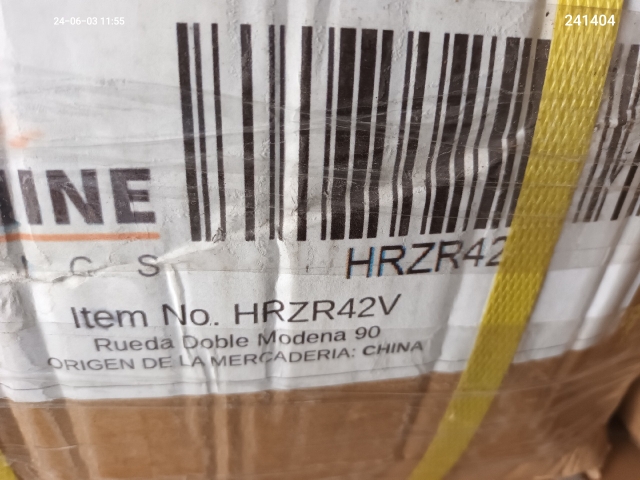 24-06-03 11:55
241404
HRZR42
Item No. HRZR42V
Rueda Doble Modena 90
ORIGEN DE LA MERCADERIA: CHINA